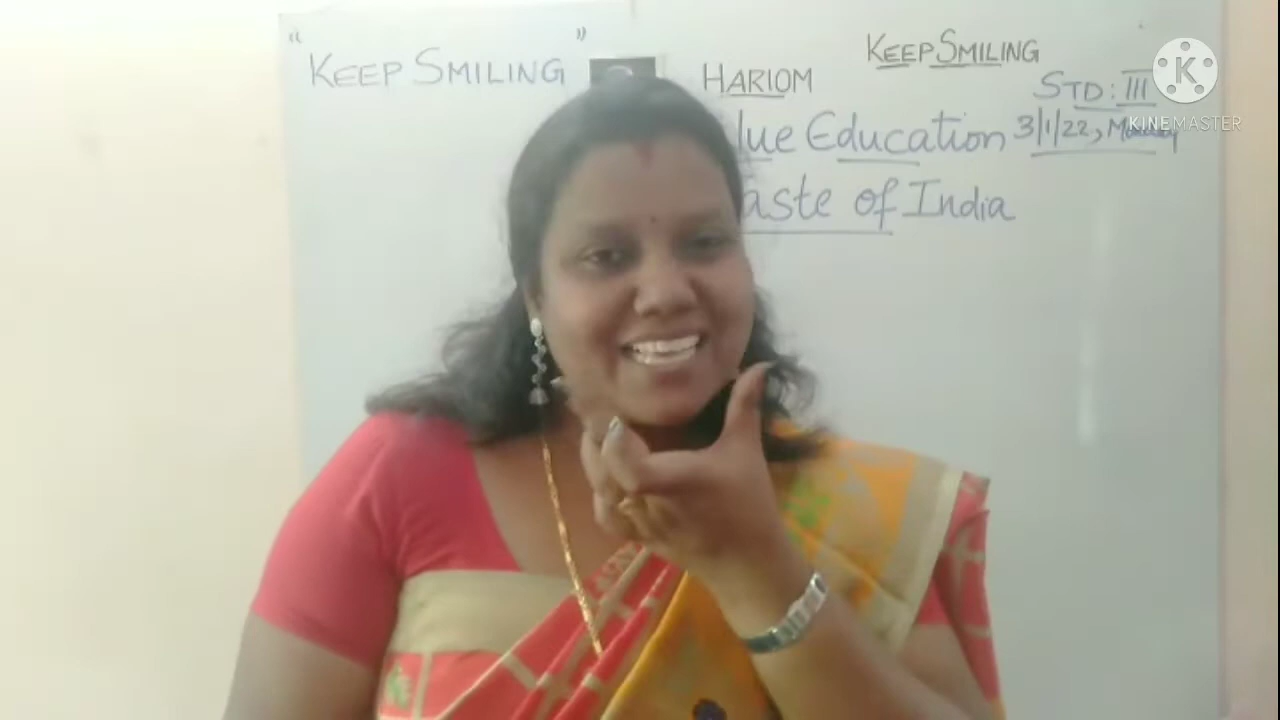 " KEEP SMILING "
KEEP SMILING
HARIOM
STD: III
lue Education 3/1/22, Monday
aste of India
K
KINEMASTER